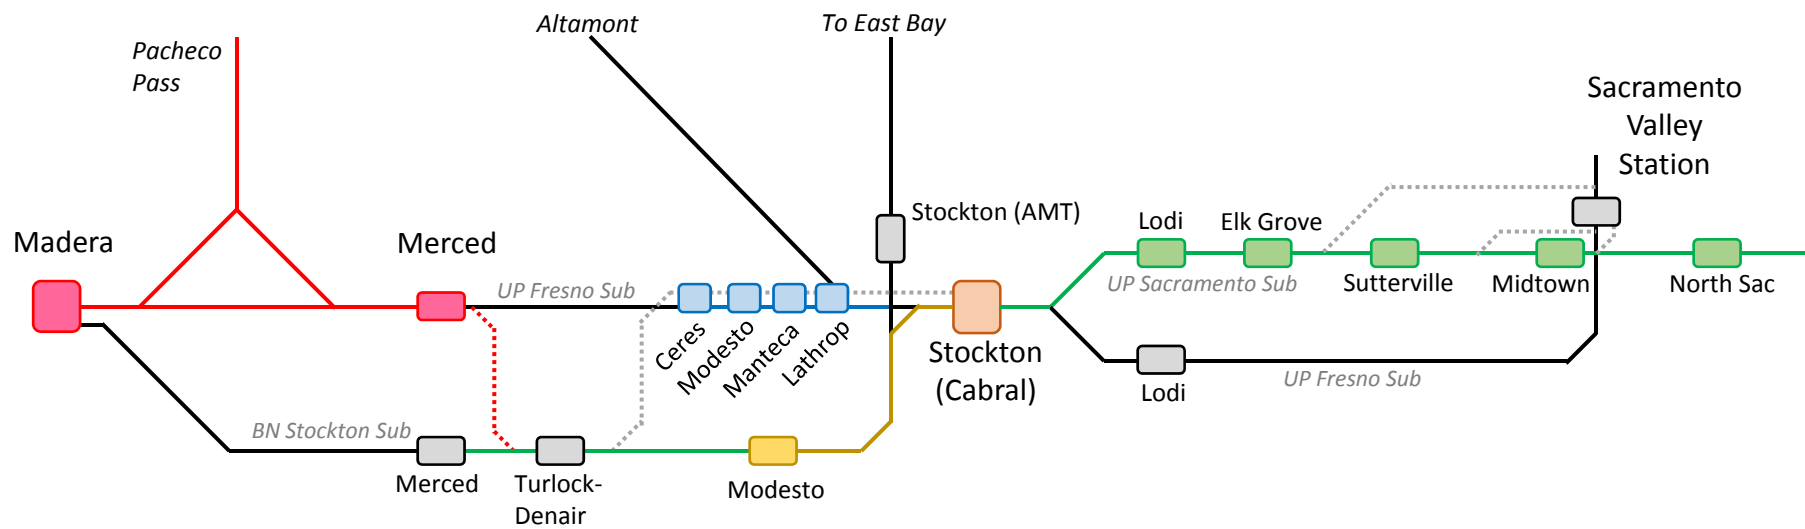 Altamont
To East Bay
Pacheco
Pass
Sacramento
Valley
Station
Stockton (AMT)
Lodi
Elk Grove
Madera
Merced
UP Fresno Sub
UP Sacramento Sub
Sutterville
Midtown
North Sac
Ceres
Modesto
Manteca
Lathrop
Stockton
(Cabral)
Lodi
UP Fresno Sub
BN Stockton Sub
Merced
Turlock-
Denair
Modesto